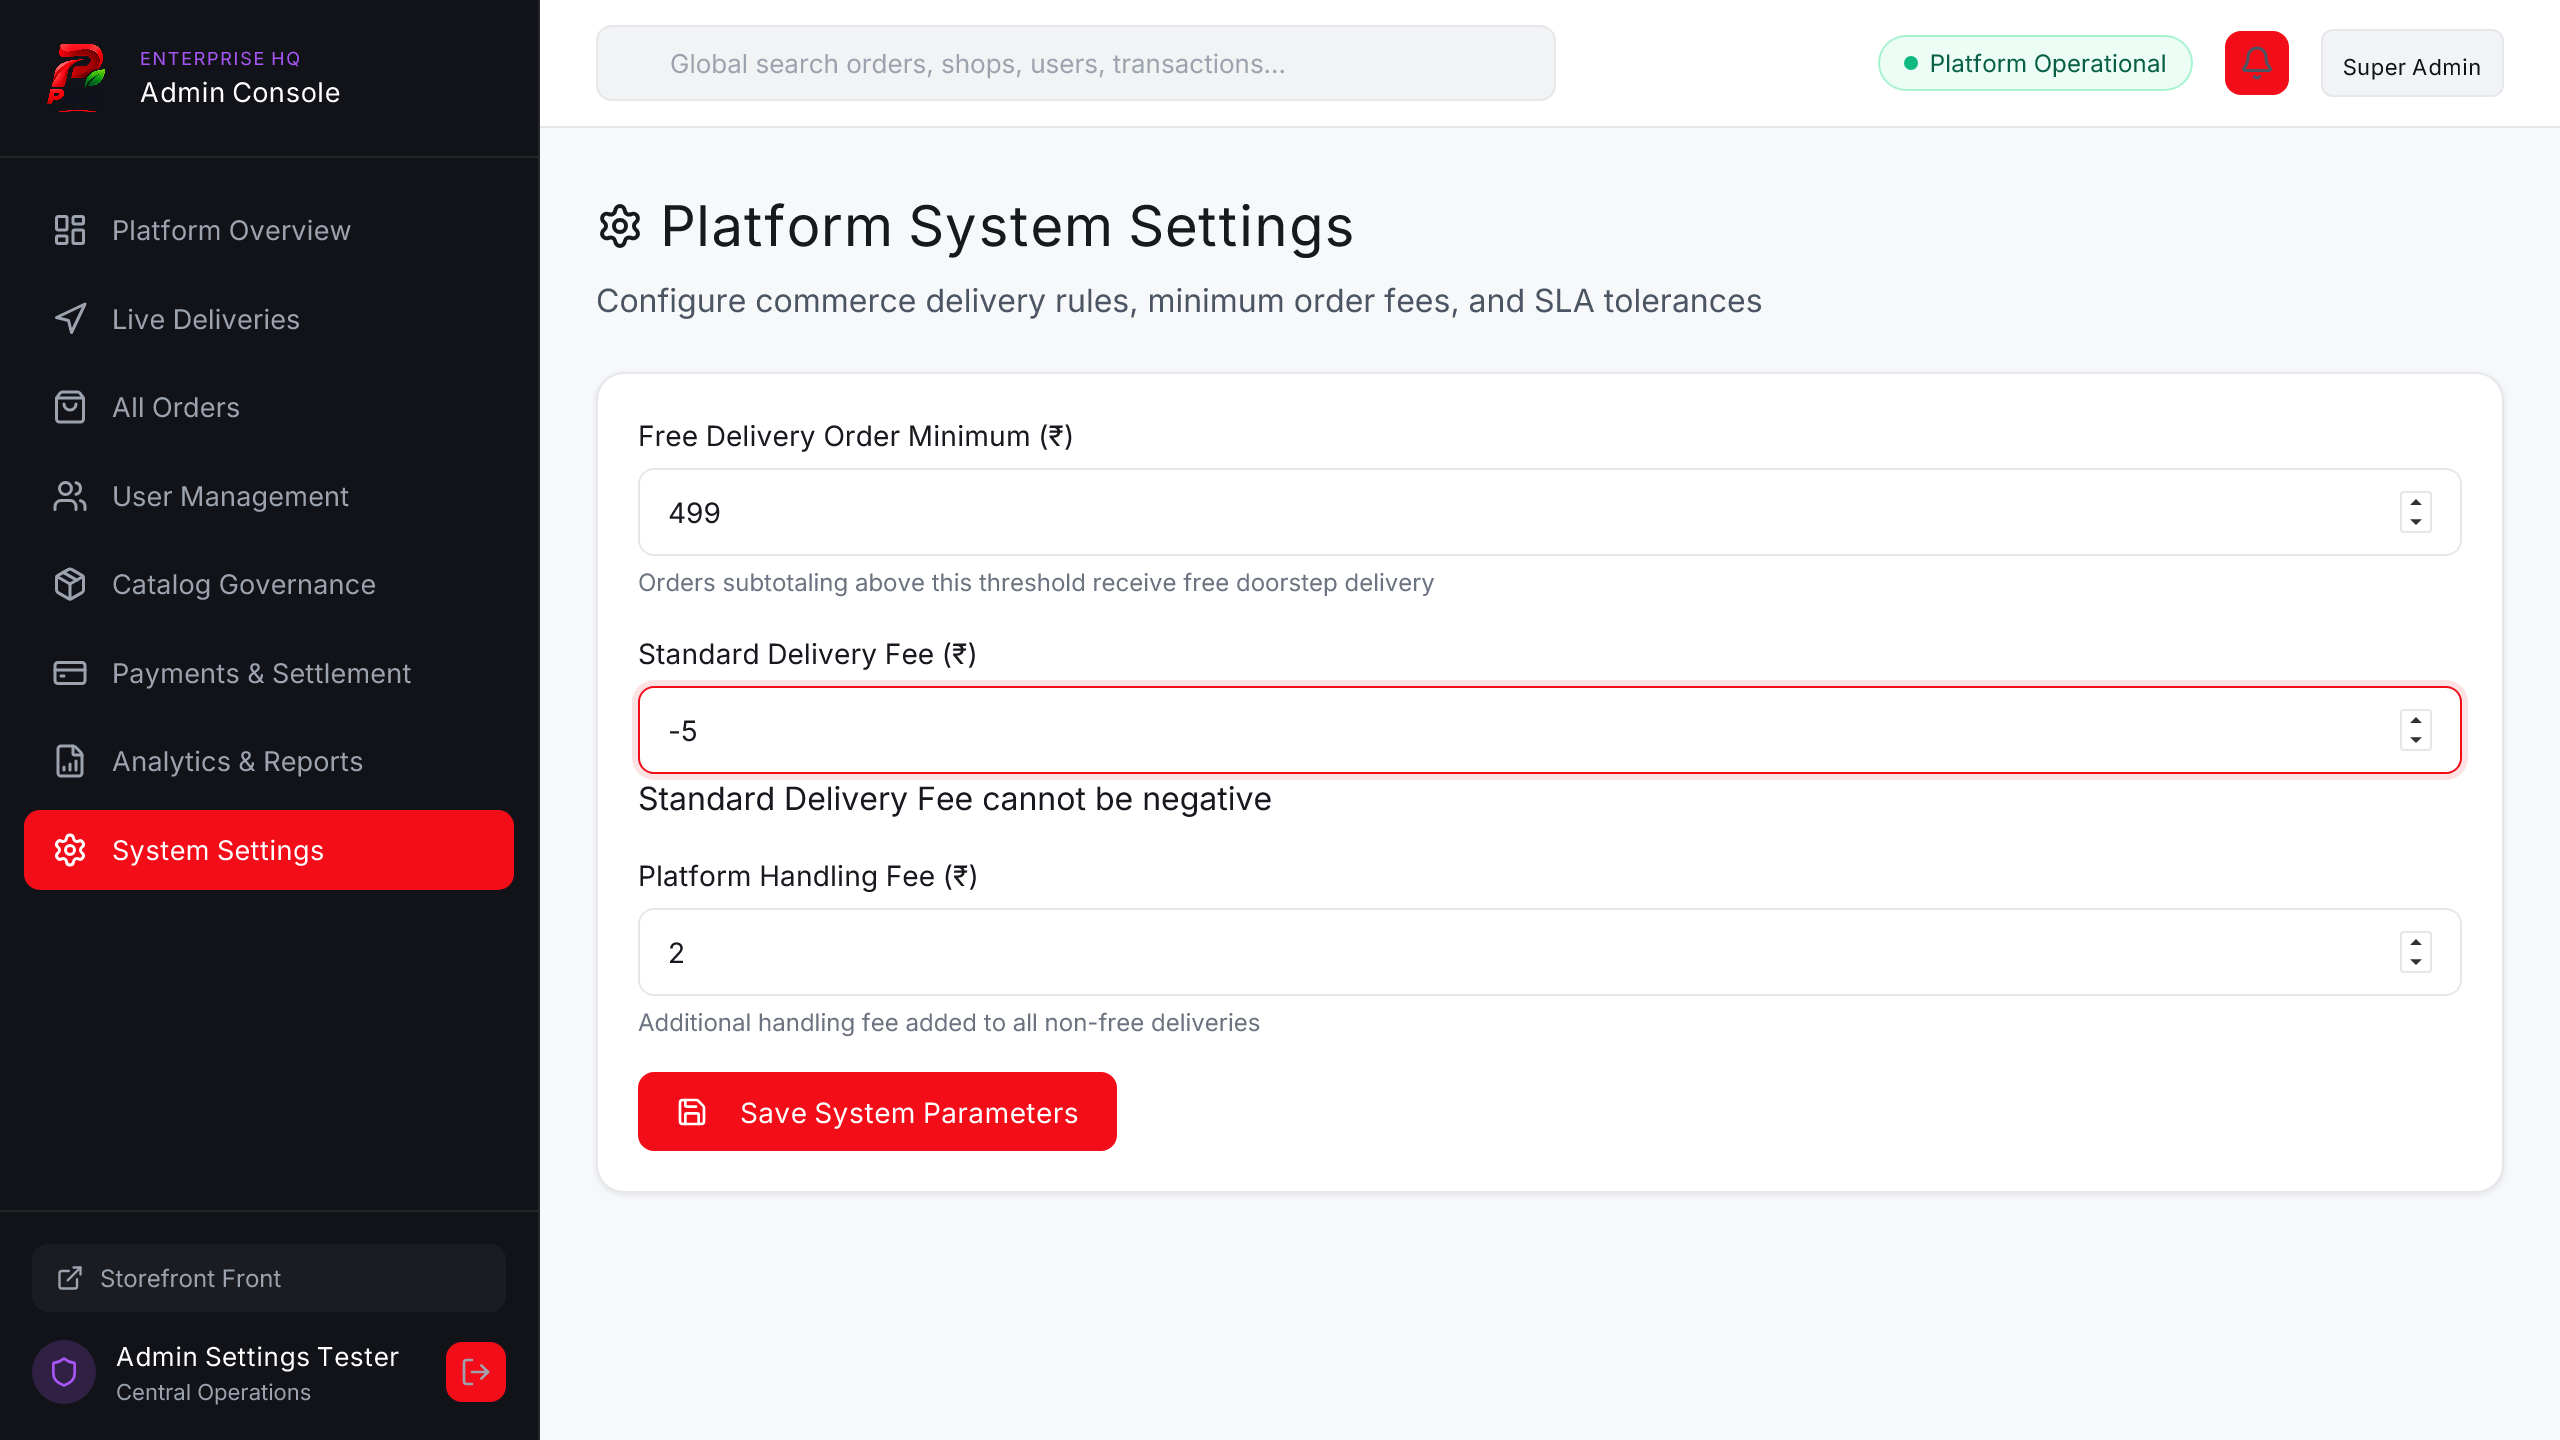 ENTERPRISE HQ
Admin Console
Platform Overview
Live Deliveries
All Orders
User Management
Catalog Governance
Payments & Settlement
Analytics & Reports
System Settings
Storefront Front
Admin Settings Tester
Central Operations
Global search orders, shops, users, transactions...
Platform Operational
Super Admin
Platform System Settings
Configure commerce delivery rules, minimum order fees, and SLA tolerances
Free Delivery Order Minimum (₹)
499
Orders subtotaling above this threshold receive free doorstep delivery
Standard Delivery Fee (₹)
-5
Standard Delivery Fee cannot be negative
Platform Handling Fee (₹)
2
Additional handling fee added to all non-free deliveries
Save System Parameters